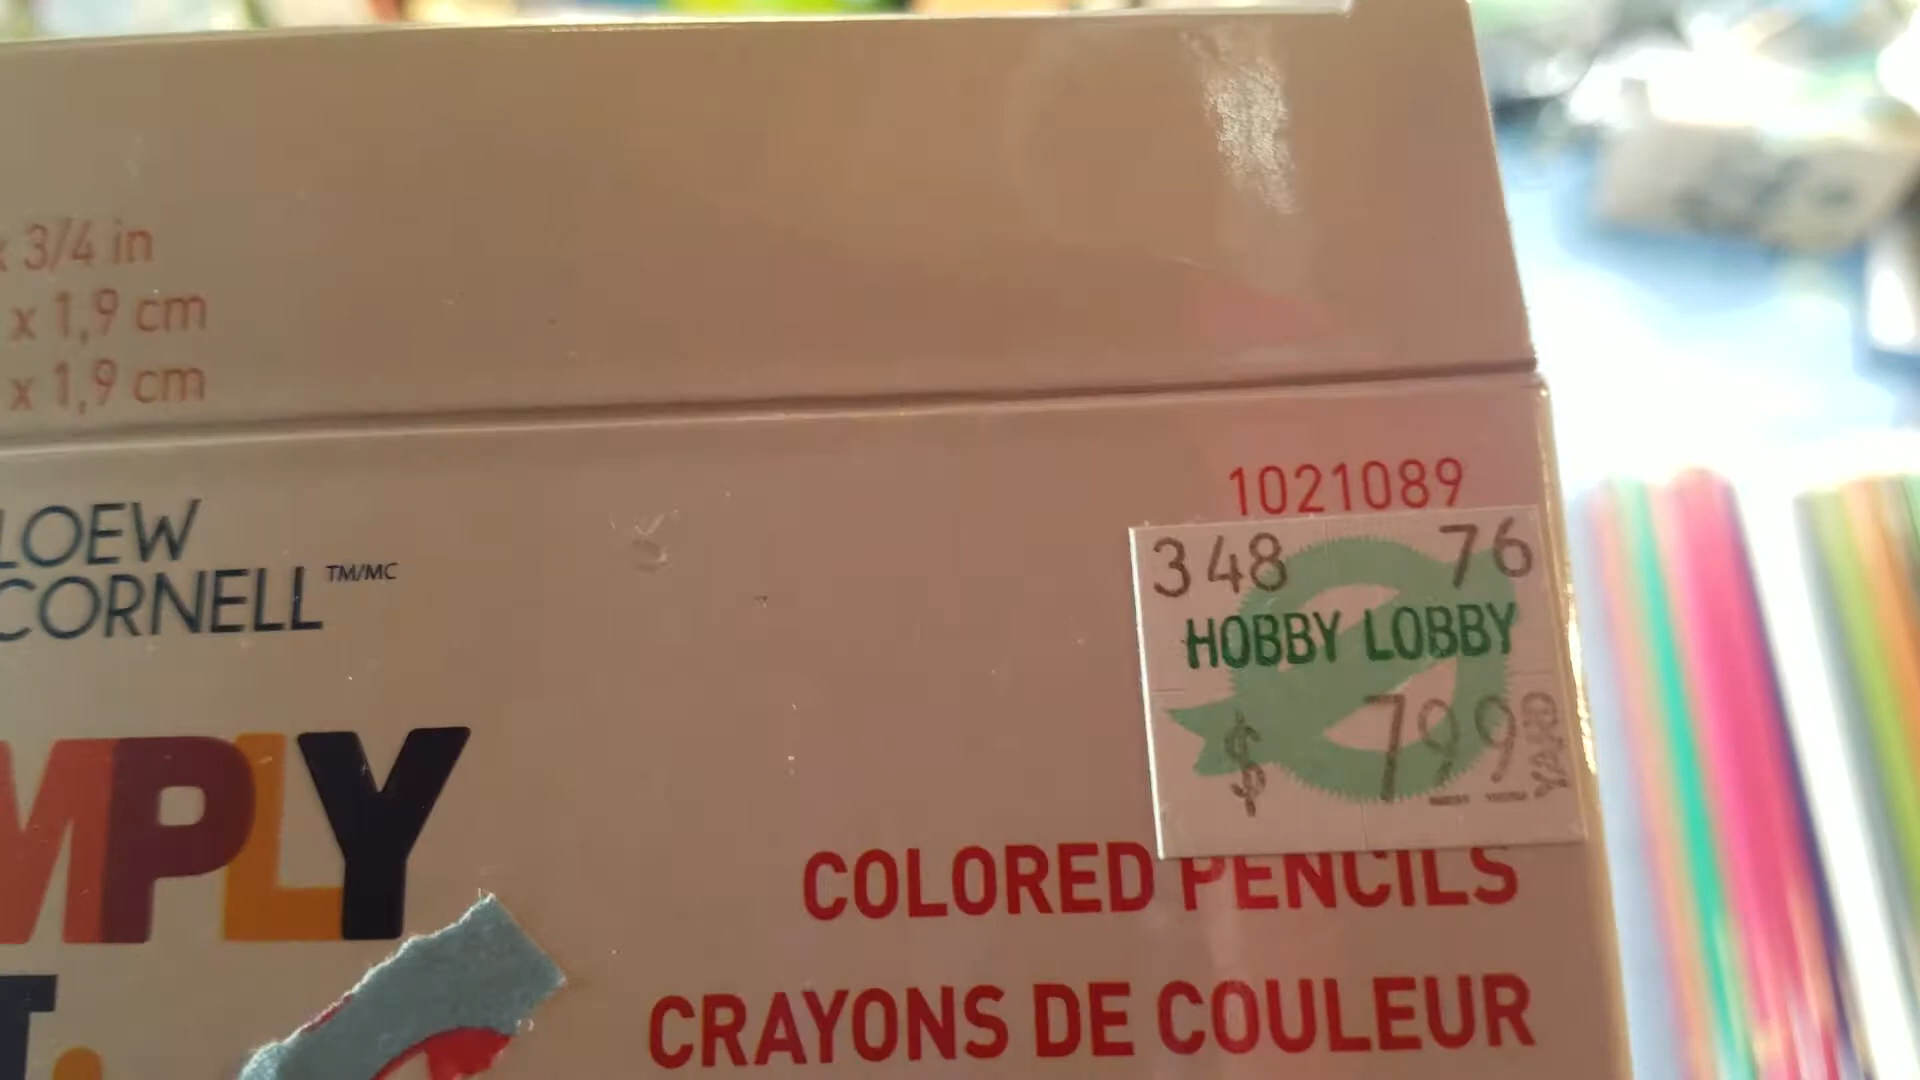 x 3/4 in
x 1,9 cm
x 1,9 cm
LOEW
CORNELL TM/MC
1021089
348 76
HOBBY LOBBY
$ 799 YARD
MPLY
COLORED PENCILS
CRAYONS DE COULEUR